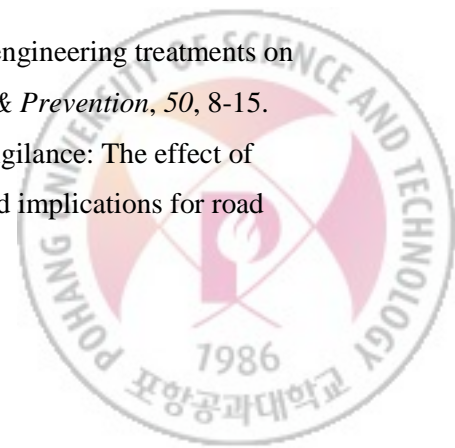 engineering treatments on
& Prevention, 50, 8-15.
gilance: The effect of
d implications for road
POHANG UNIVERSITY OF SCIENCE AND TECHNOLOGY
1986
포항공과대학교